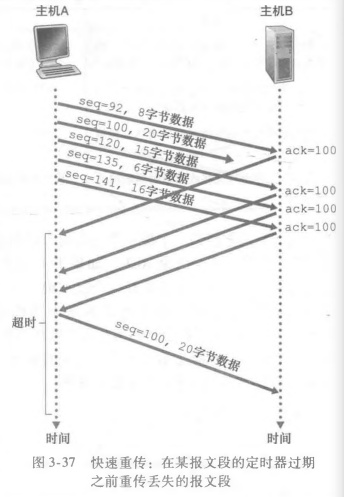 主机A
主机B
seq=92, 8字节数据
seq=100, 20字节数据
seq=120, 15字节数据
seq=135, 6字节数据
seq=141, 16字节数据
ack=100
ack=100
ack=100
ack=100
超时
seq=100, 20字节数据
时间
时间
图 3-37 快速重传：在某报文段的定时器过期
之前重传丢失的报文段